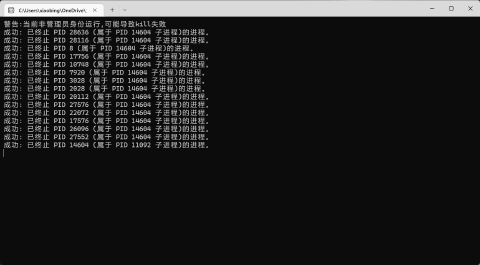 C:\Users\xiaobing\OneDrive\
警告:当前非管理员身份运行,可能导致kill失败
成功: 已终止 PID 28636 (属于 PID 14604 子进程)的进程。
成功: 已终止 PID 28116 (属于 PID 14604 子进程)的进程。
成功: 已终止 PID 8 (属于 PID 14604 子进程)的进程。
成功: 已终止 PID 17756 (属于 PID 14604 子进程)的进程。
成功: 已终止 PID 10748 (属于 PID 14604 子进程)的进程。
成功: 已终止 PID 7920 (属于 PID 14604 子进程)的进程。
成功: 已终止 PID 3028 (属于 PID 14604 子进程)的进程。
成功: 已终止 PID 2028 (属于 PID 14604 子进程)的进程。
成功: 已终止 PID 20112 (属于 PID 14604 子进程)的进程。
成功: 已终止 PID 27576 (属于 PID 14604 子进程)的进程。
成功: 已终止 PID 22072 (属于 PID 14604 子进程)的进程。
成功: 已终止 PID 17576 (属于 PID 14604 子进程)的进程。
成功: 已终止 PID 26096 (属于 PID 14604 子进程)的进程。
成功: 已终止 PID 27552 (属于 PID 14604 子进程)的进程。
成功: 已终止 PID 14604 (属于 PID 11092 子进程)的进程。